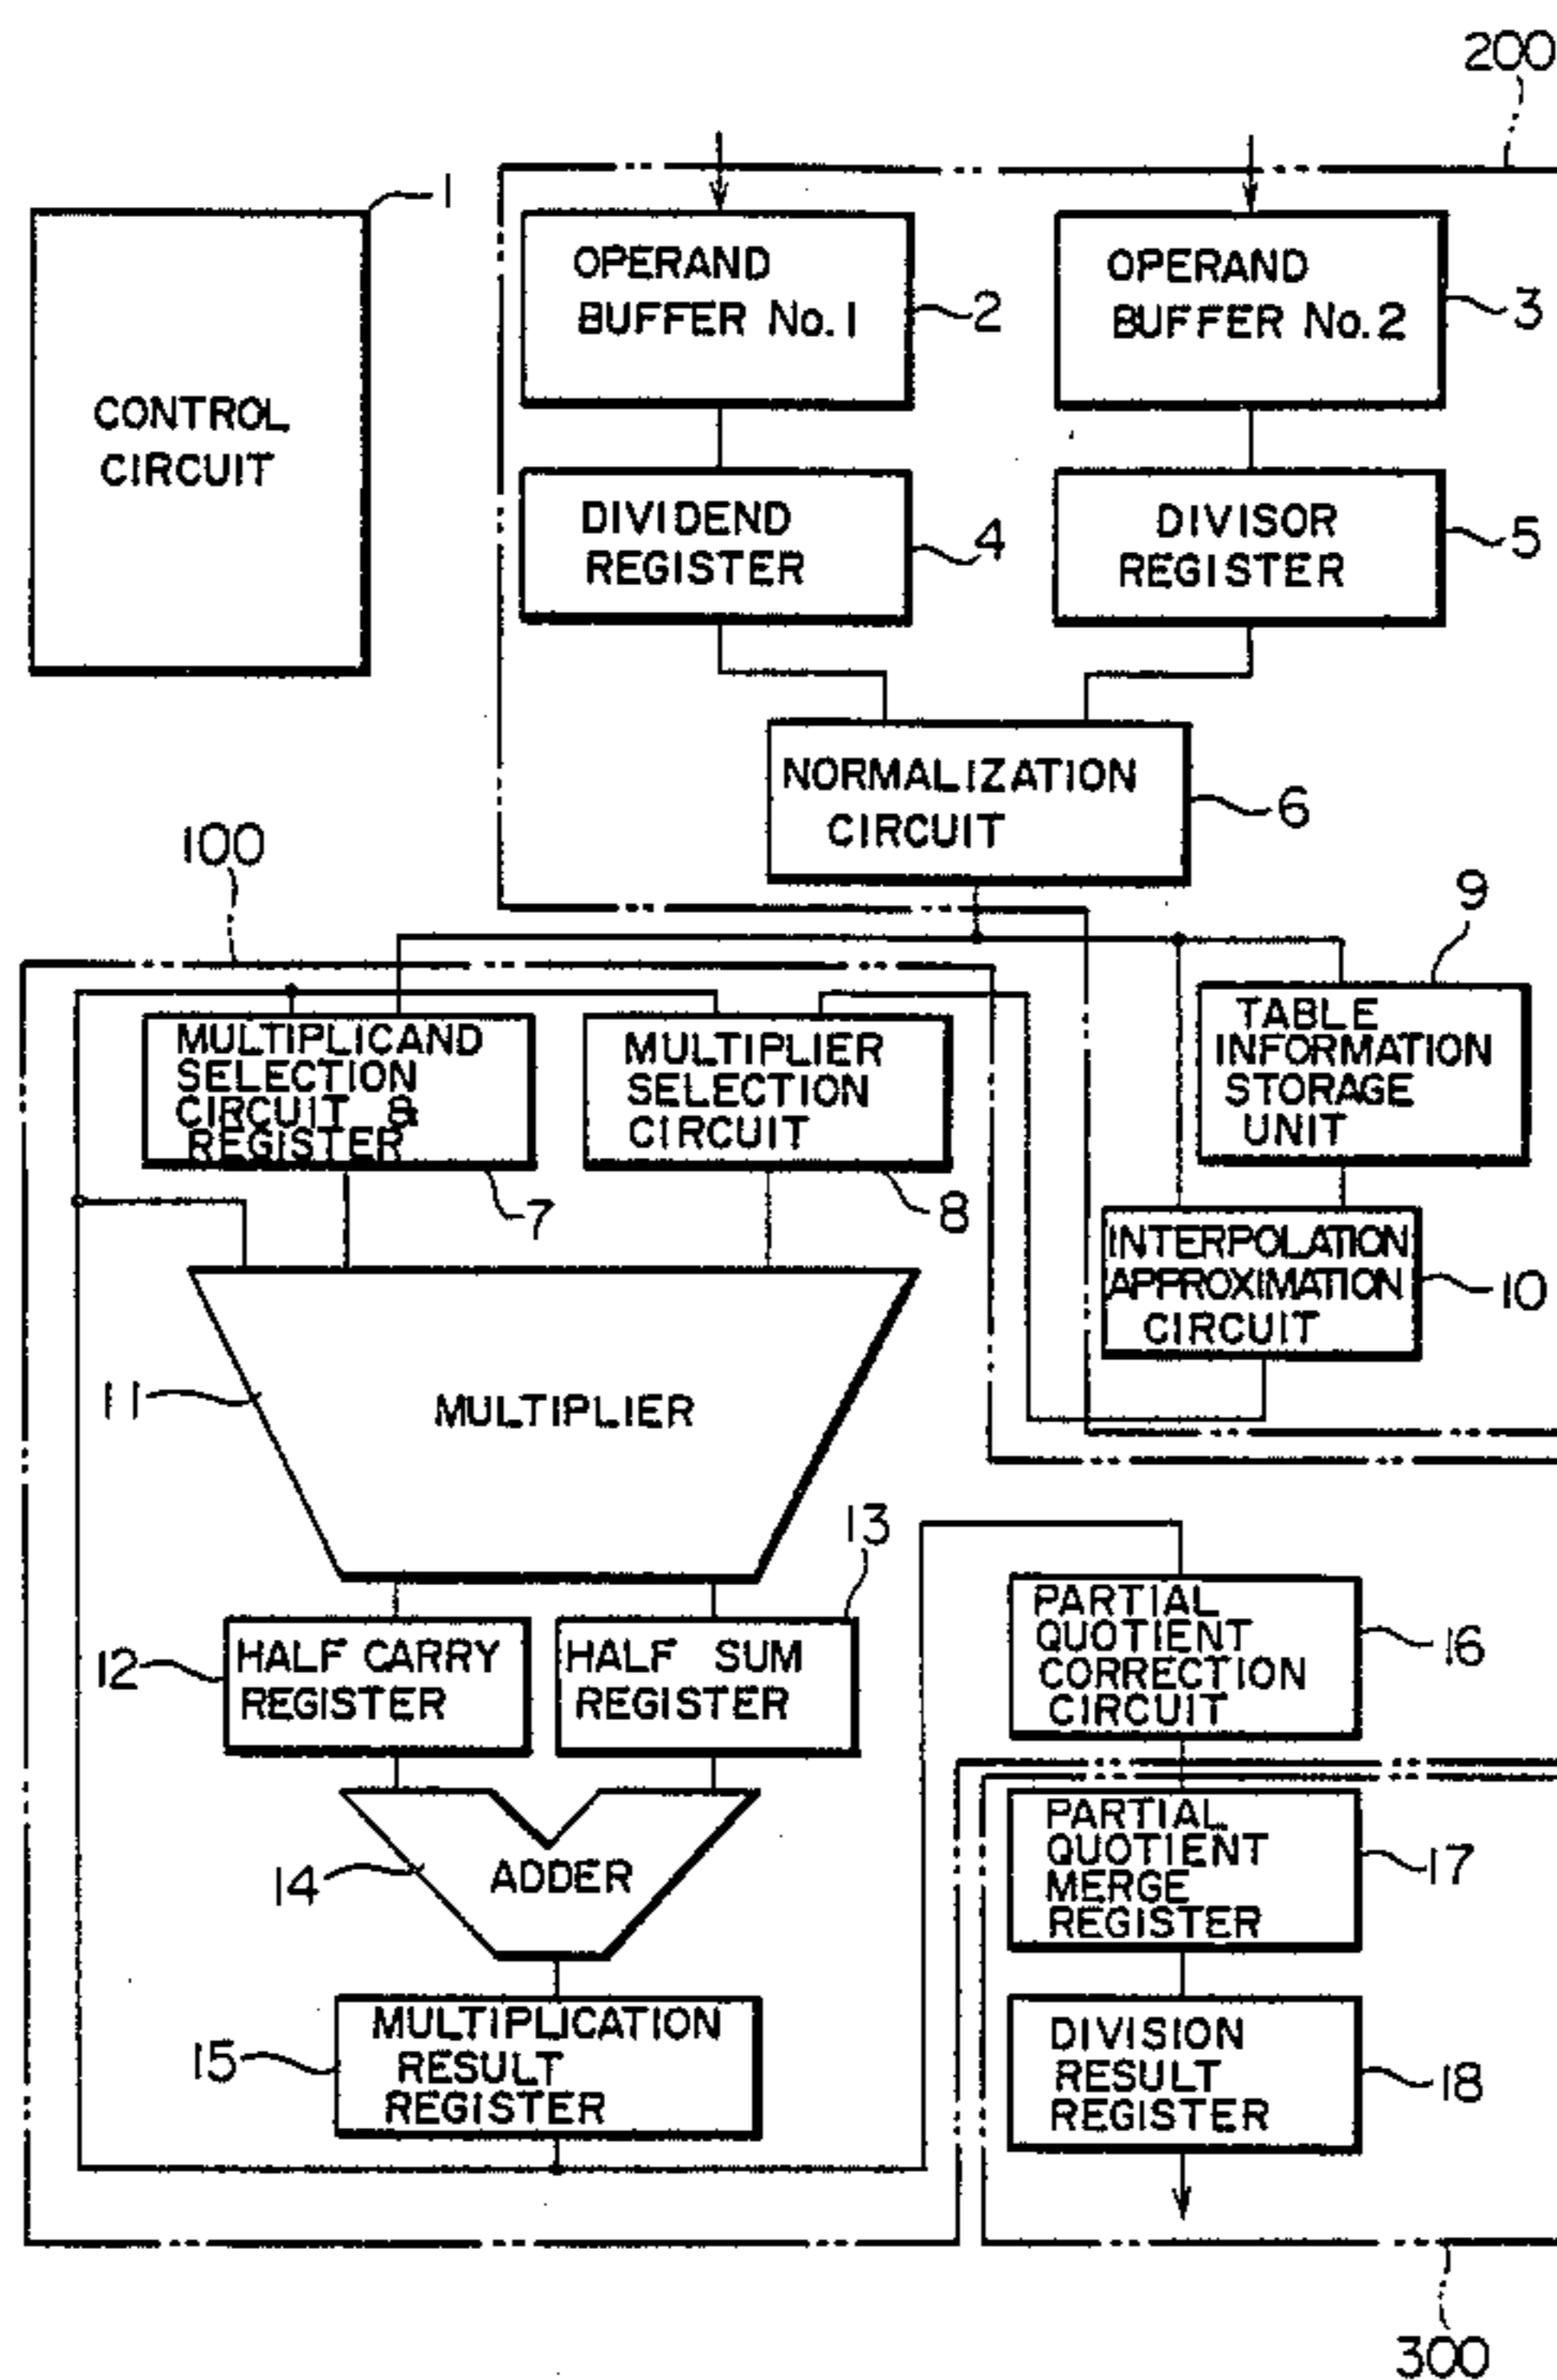 200
1
CONTROL
CIRCUIT
OPERAND
BUFFER No. 1
2
OPERAND
BUFFER No. 2
3
DIVIDEND
REGISTER
4
DIVISOR
REGISTER
5
NORMALIZATION
CIRCUIT
6
100
9
MULTIPLICAND
SELECTION
CIRCUIT &
REGISTER
7
MULTIPLIER
SELECTION
CIRCUIT
8
TABLE
INFORMATION
STORAGE
UNIT
INTERPOLATION
APPROXIMATION
CIRCUIT
10
11
MULTIPLIER
13
12
HALF CARRY
REGISTER
HALF SUM
REGISTER
PARTIAL
QUOTIENT
CORRECTION
CIRCUIT
16
14
ADDER
PARTIAL
QUOTIENT
MERGE
REGISTER
17
15
MULTIPLICATION
RESULT
REGISTER
DIVISION
RESULT
REGISTER
18
300